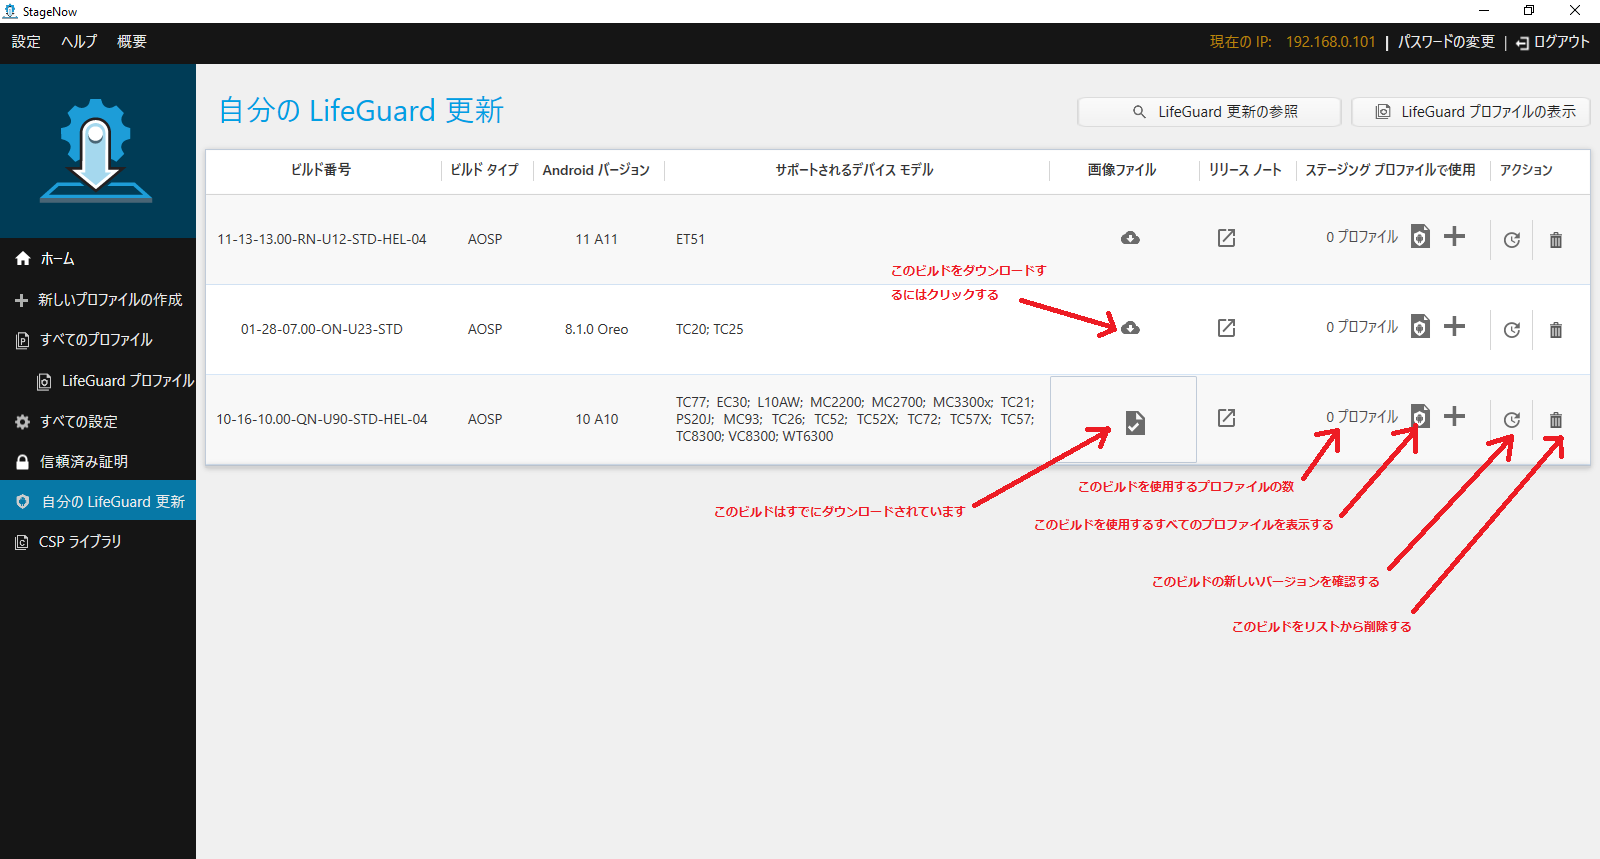 StageNow
設定 ヘルプ 概要
現在の IP: 192.168.0.101 | パスワードの変更 | ログアウト
自分の LifeGuard 更新
LifeGuard 更新の参照
LifeGuard プロファイルの表示
ホーム
新しいプロファイルの作成
すべてのプロファイル
LifeGuard プロファイル
すべての設定
信頼済み証明
自分の LifeGuard 更新
CSP ライブラリ
ビルド番号 ビルド タイプ Android バージョン サポートされるデバイス モデル 画像ファイル リリース ノート ステージング プロファイルで使用 アクション
11-13-13.00-RN-U12-STD-HEL-04 AOSP 11 A11 ET51 0 プロファイル
このビルドをダウンロードす
るにはクリックする
01-28-07.00-ON-U23-STD AOSP 8.1.0 Oreo TC20; TC25 0 プロファイル
10-16-10.00-QN-U90-STD-HEL-04 AOSP 10 A10
TC77; EC30; L10AW; MC2200; MC2700; MC3300x; TC21;
PS20J; MC93; TC26; TC52; TC52X; TC72; TC57X; TC57;
TC8300; VC8300; WT6300
0 プロファイル
このビルドを使用するプロファイルの数
このビルドはすでにダウンロードされています
このビルドを使用するすべてのプロファイルを表示する
このビルドの新しいバージョンを確認する
このビルドをリストから削除する